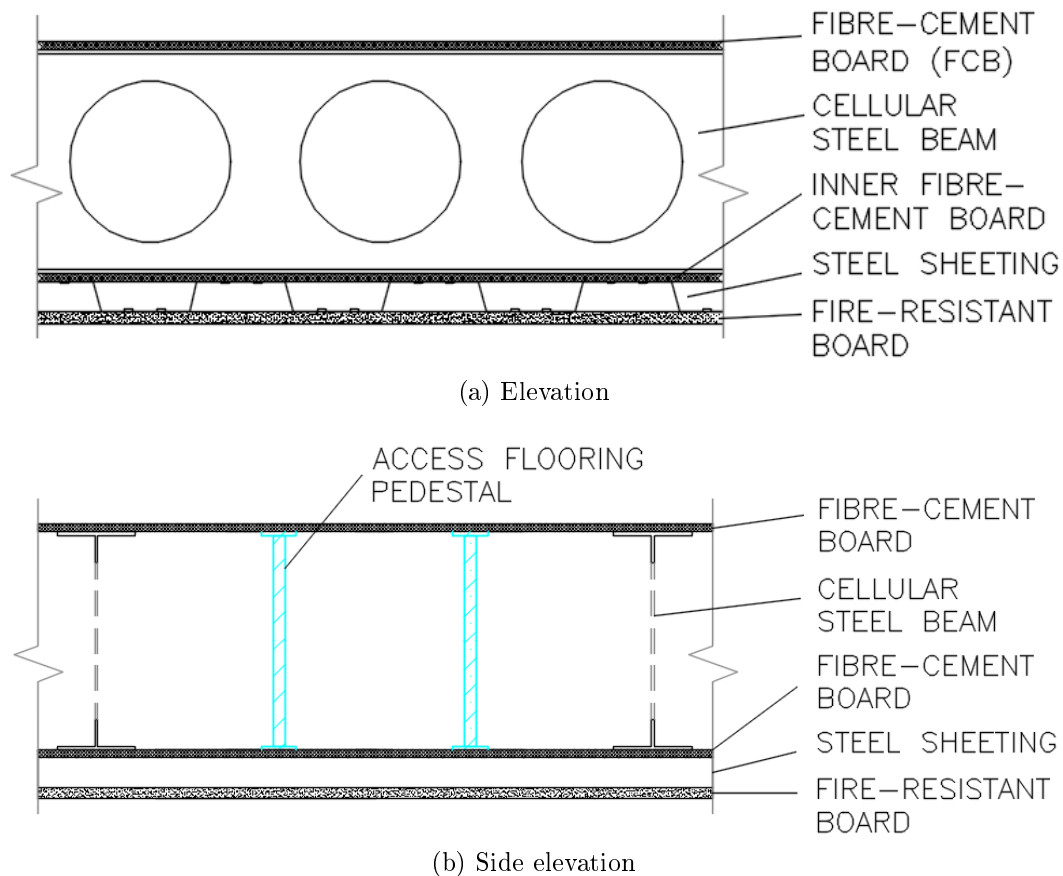 FIBRE-CEMENT
BOARD (FCB)
CELLULAR
STEEL BEAM
INNER FIBRE-
CEMENT BOARD
STEEL SHEETING
FIRE-RESISTANT
BOARD
(a) Elevation
ACCESS FLOORING
PEDESTAL
FIBRE-CEMENT
BOARD
CELLULAR
STEEL BEAM
FIBRE-CEMENT
BOARD
STEEL SHEETING
FIRE-RESISTANT
BOARD
(b) Side elevation